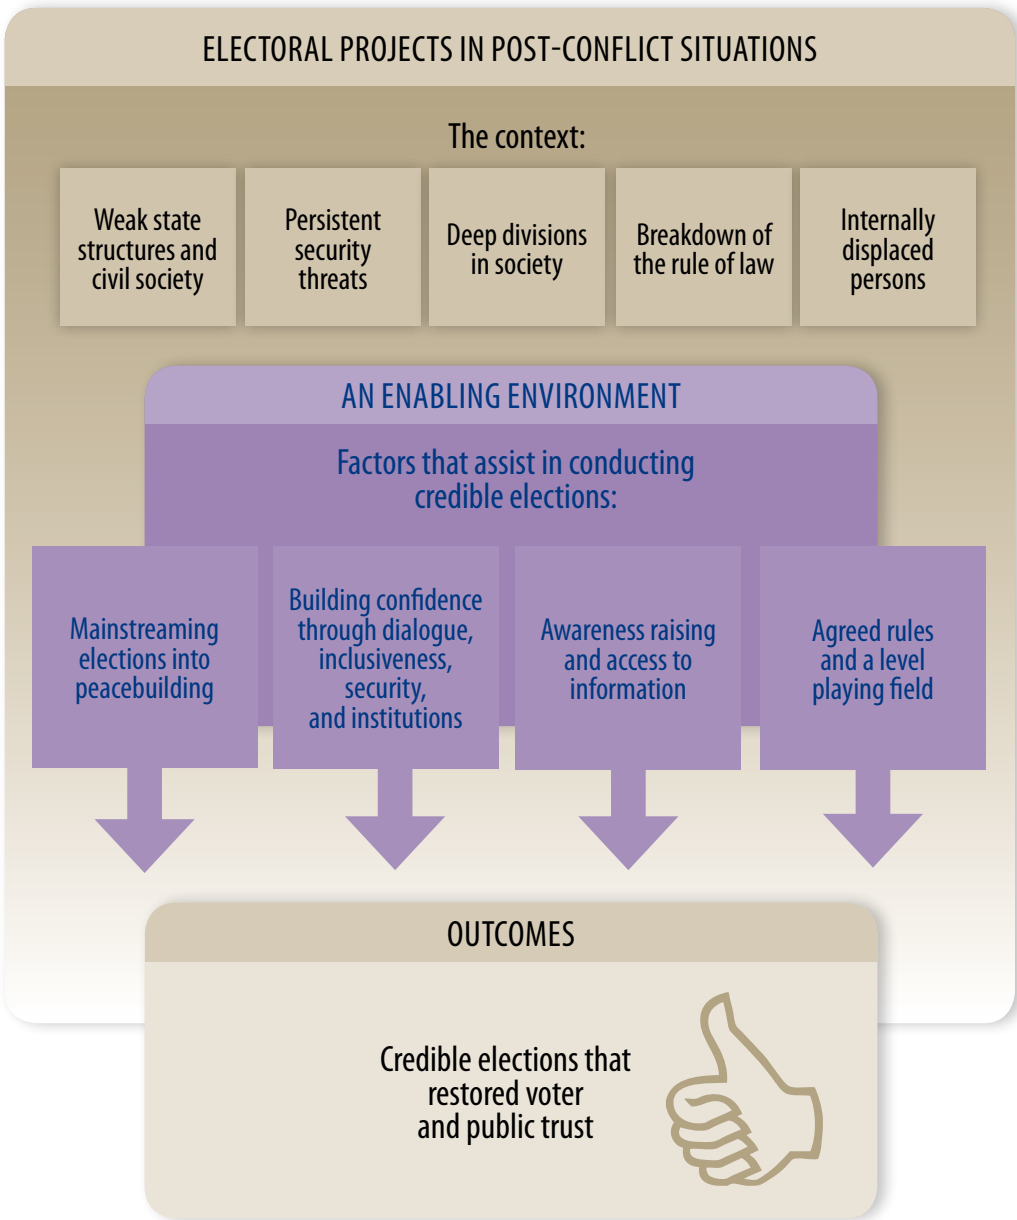 ELECTORAL PROJECTS IN POST-CONFLICT SITUATIONS
The context:
Weak state
structures and
civil society
Persistent
security
threats
Deep divisions
in society
Breakdown of
the rule of law
Internally
displaced
persons
AN ENABLING ENVIRONMENT
Factors that assist in conducting
credible elections:
Mainstreaming
elections into
peacebuilding
Building confidence
through dialogue,
inclusiveness,
security,
and institutions
Awareness raising
and access to
information
Agreed rules
and a level
playing field
OUTCOMES
Credible elections that
restored voter
and public trust